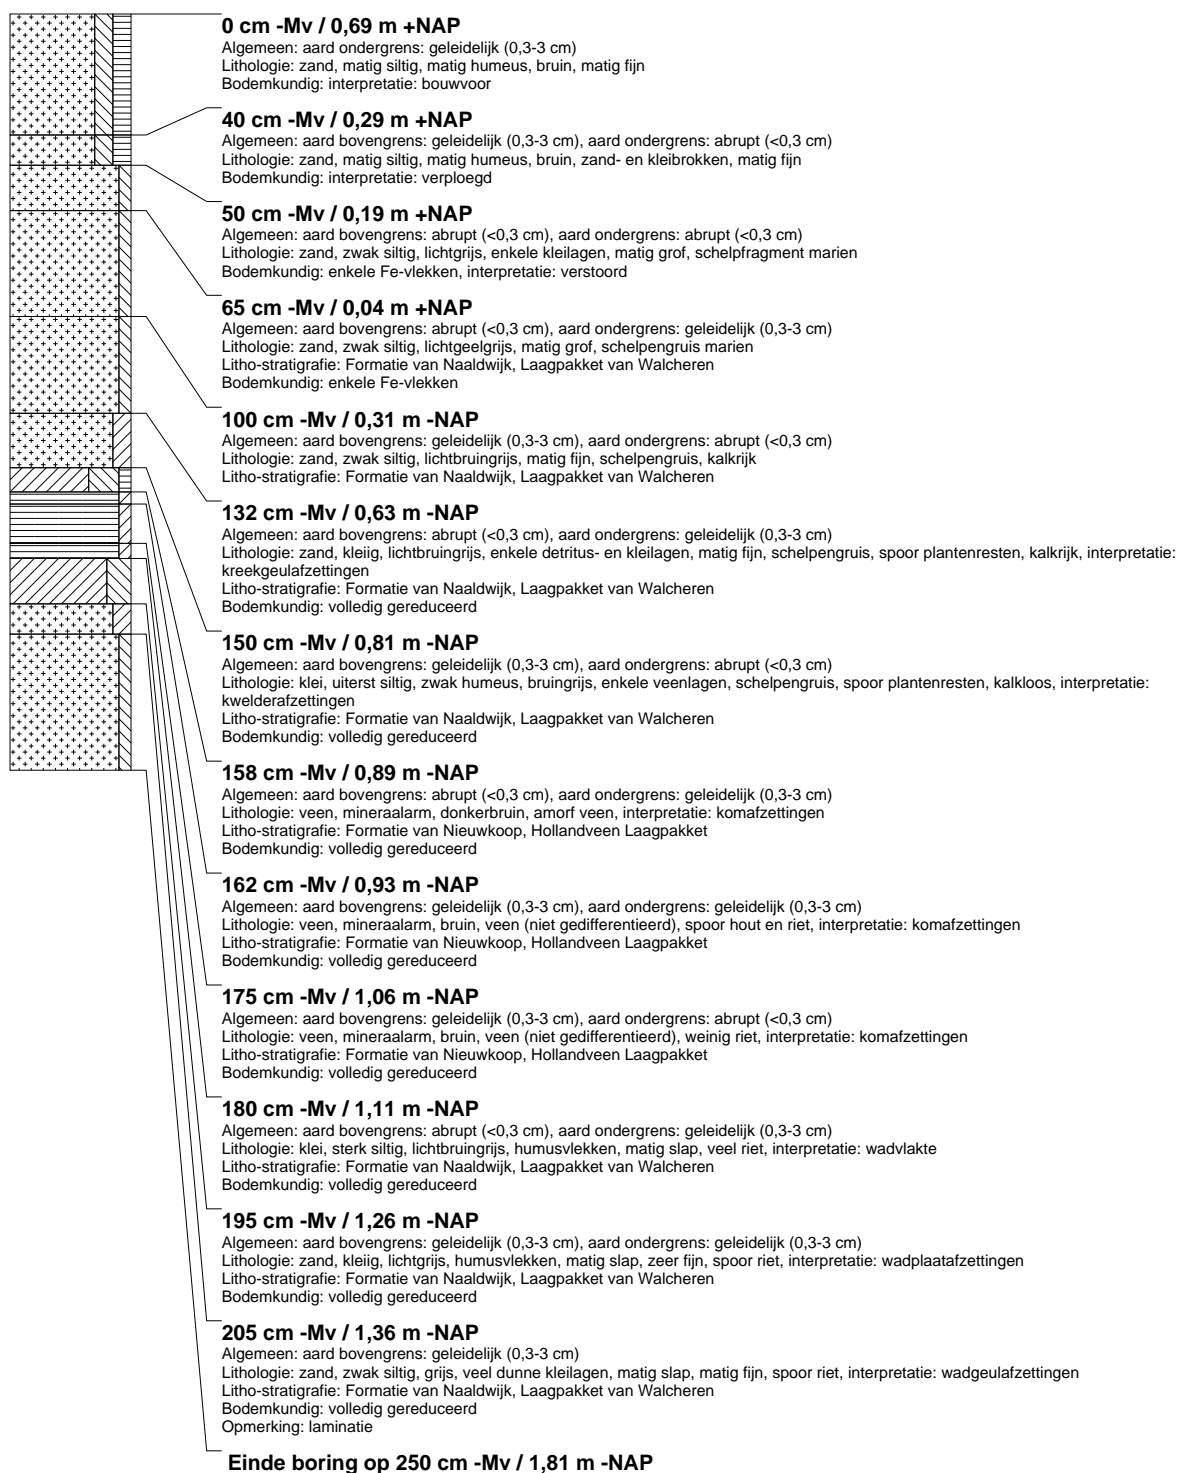 0 cm -Mv / 0,69 m +NAP
Algemeen: aard ondergrens: geleidelijk (0,3-3 cm)
Lithologie: zand, matig siltig, matig humeus, bruin, matig fijn
Bodemkundig: interpretatie: bouwvoor
40 cm -Mv / 0,29 m +NAP
Algemeen: aard bovengrens: geleidelijk (0,3-3 cm), aard ondergrens: abrupt (<0,3 cm)
Lithologie: zand, matig siltig, matig humeus, bruin, zand- en kleibrokken, matig fijn
Bodemkundig: interpretatie: verploegd
50 cm -Mv / 0,19 m +NAP
Algemeen: aard bovengrens: abrupt (<0,3 cm), aard ondergrens: abrupt (<0,3 cm)
Lithologie: zand, zwak siltig, lichtgrijs, enkele kleilagen, matig grof, schelpfragment marien
Bodemkundig: enkele Fe-vlekken, interpretatie: verstoord
65 cm -Mv / 0,04 m +NAP
Algemeen: aard bovengrens: abrupt (<0,3 cm), aard ondergrens: geleidelijk (0,3-3 cm)
Lithologie: zand, zwak siltig, lichtgeelgrijs, matig grof, schelpengruis marien
Litho-stratigrafie: Formatie van Naaldwijk, Laagpakket van Walcheren
Bodemkundig: enkele Fe-vlekken
100 cm -Mv / 0,31 m -NAP
Algemeen: aard bovengrens: geleidelijk (0,3-3 cm), aard ondergrens: abrupt (<0,3 cm)
Lithologie: zand, zwak siltig, lichtbruingrijs, matig fijn, schelpengruis, kalkrijk
Litho-stratigrafie: Formatie van Naaldwijk, Laagpakket van Walcheren
132 cm -Mv / 0,63 m -NAP
Algemeen: aard bovengrens: abrupt (<0,3 cm), aard ondergrens: geleidelijk (0,3-3 cm)
Lithologie: zand, kleiig, lichtbruingrijs, enkele detritus- en kleilagen, matig fijn, schelpengruis, spoor plantenresten, kalkrijk, interpretatie:
kreekgeulafzettingen
Litho-stratigrafie: Formatie van Naaldwijk, Laagpakket van Walcheren
Bodemkundig: volledig gereduceerd
150 cm -Mv / 0,81 m -NAP
Algemeen: aard bovengrens: geleidelijk (0,3-3 cm), aard ondergrens: abrupt (<0,3 cm)
Lithologie: klei, uiterst siltig, zwak humeus, bruingrijs, enkele veenlagen, schelpengruis, spoor plantenresten, kalkloos, interpretatie:
kwelderafzettingen
Litho-stratigrafie: Formatie van Naaldwijk, Laagpakket van Walcheren
Bodemkundig: volledig gereduceerd
158 cm -Mv / 0,89 m -NAP
Algemeen: aard bovengrens: abrupt (<0,3 cm), aard ondergrens: geleidelijk (0,3-3 cm)
Lithologie: veen, mineraalarm, donkerbruin, amorf veen, interpretatie: komafzettingen
Litho-stratigrafie: Formatie van Nieuwkoop, Hollandveen Laagpakket
Bodemkundig: volledig gereduceerd
162 cm -Mv / 0,93 m -NAP
Algemeen: aard bovengrens: geleidelijk (0,3-3 cm), aard ondergrens: geleidelijk (0,3-3 cm)
Lithologie: veen, mineraalarm, bruin, veen (niet gedifferentieerd), spoor hout en riet, interpretatie: komafzettingen
Litho-stratigrafie: Formatie van Nieuwkoop, Hollandveen Laagpakket
Bodemkundig: volledig gereduceerd
175 cm -Mv / 1,06 m -NAP
Algemeen: aard bovengrens: geleidelijk (0,3-3 cm), aard ondergrens: abrupt (<0,3 cm)
Lithologie: veen, mineraalarm, bruin, veen (niet gedifferentieerd), weinig riet, interpretatie: komafzettingen
Litho-stratigrafie: Formatie van Nieuwkoop, Hollandveen Laagpakket
Bodemkundig: volledig gereduceerd
180 cm -Mv / 1,11 m -NAP
Algemeen: aard bovengrens: abrupt (<0,3 cm), aard ondergrens: geleidelijk (0,3-3 cm)
Lithologie: klei, sterk siltig, lichtbruingrijs, humusvlekken, matig slap, veel riet, interpretatie: wadvlakte
Litho-stratigrafie: Formatie van Naaldwijk, Laagpakket van Walcheren
Bodemkundig: volledig gereduceerd
195 cm -Mv / 1,26 m -NAP
Algemeen: aard bovengrens: geleidelijk (0,3-3 cm), aard ondergrens: geleidelijk (0,3-3 cm)
Lithologie: zand, kleiig, lichtgrijs, humusvlekken, matig slap, zeer fijn, spoor riet, interpretatie: wadplaatafzettingen
Litho-stratigrafie: Formatie van Naaldwijk, Laagpakket van Walcheren
Bodemkundig: volledig gereduceerd
205 cm -Mv / 1,36 m -NAP
Algemeen: aard bovengrens: geleidelijk (0,3-3 cm)
Lithologie: zand, zwak siltig, grijs, veel dunne kleilagen, matig slap, matig fijn, spoor riet, interpretatie: wadgeulafzettingen
Litho-stratigrafie: Formatie van Naaldwijk, Laagpakket van Walcheren
Bodemkundig: volledig gereduceerd
Opmerking: laminatie
Einde boring op 250 cm -Mv / 1,81 m -NAP